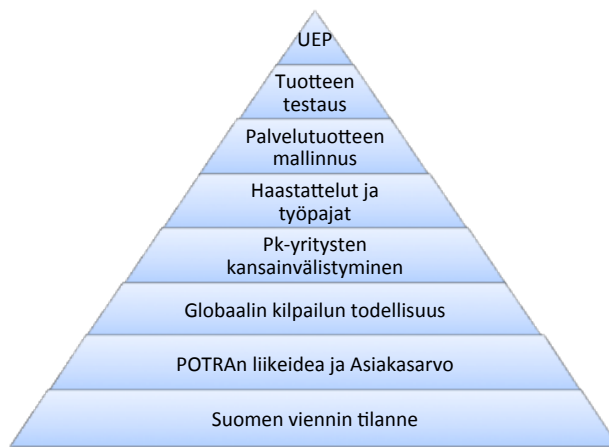 UEP
Tuotteen
testaus
Palvelutuotteen
mallinnus
Haastattelut ja
työpajat
Pk-yritysten
kansainvälistyminen
Globaalin kilpailun todellisuus
POTRAn liikeidea ja Asiakasarvo
Suomen viennin tilanne